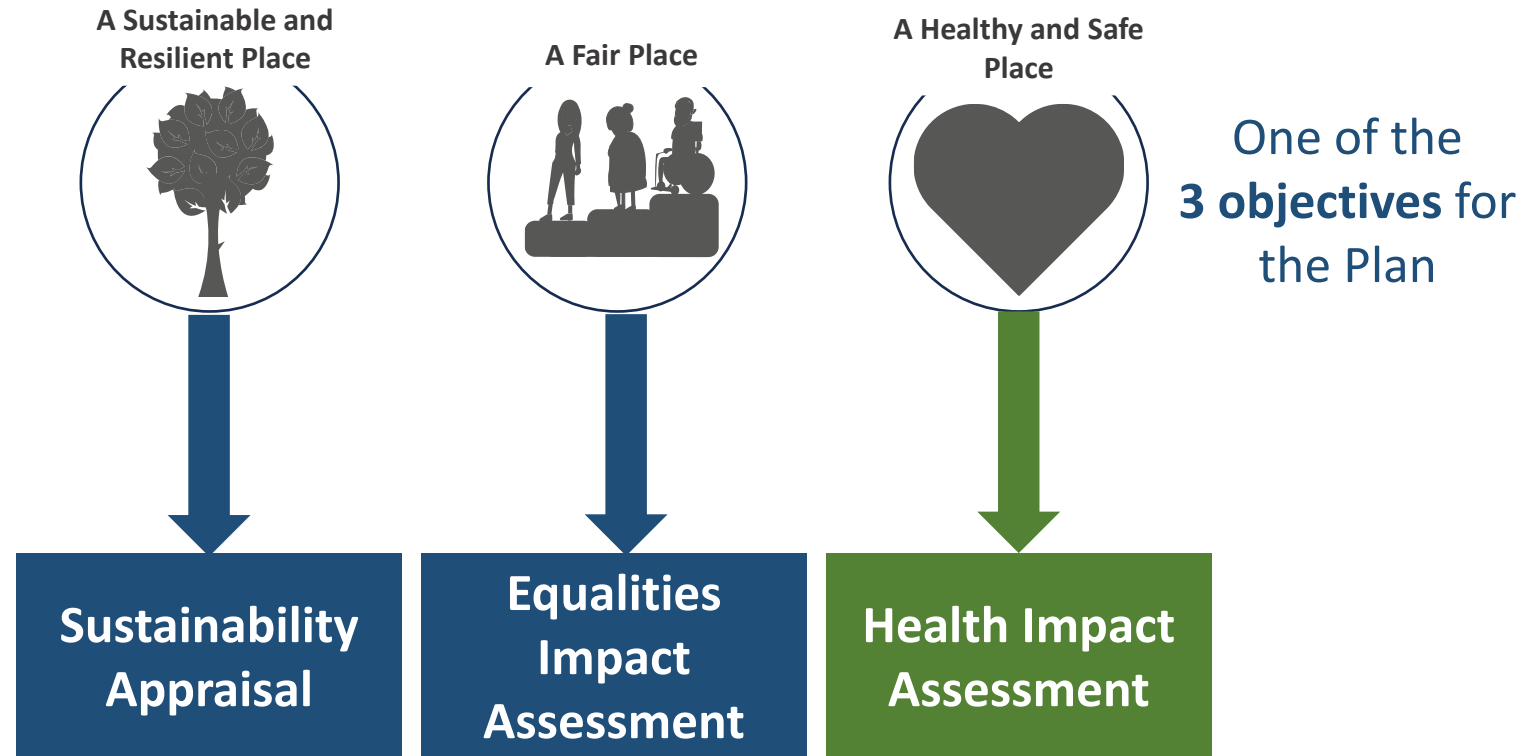 A Sustainable and
Resilient Place
A Fair Place
A Healthy and Safe
Place
One of the
3 objectives for
the Plan
Sustainability
Appraisal
Equalities
Impact
Assessment
Health Impact
Assessment